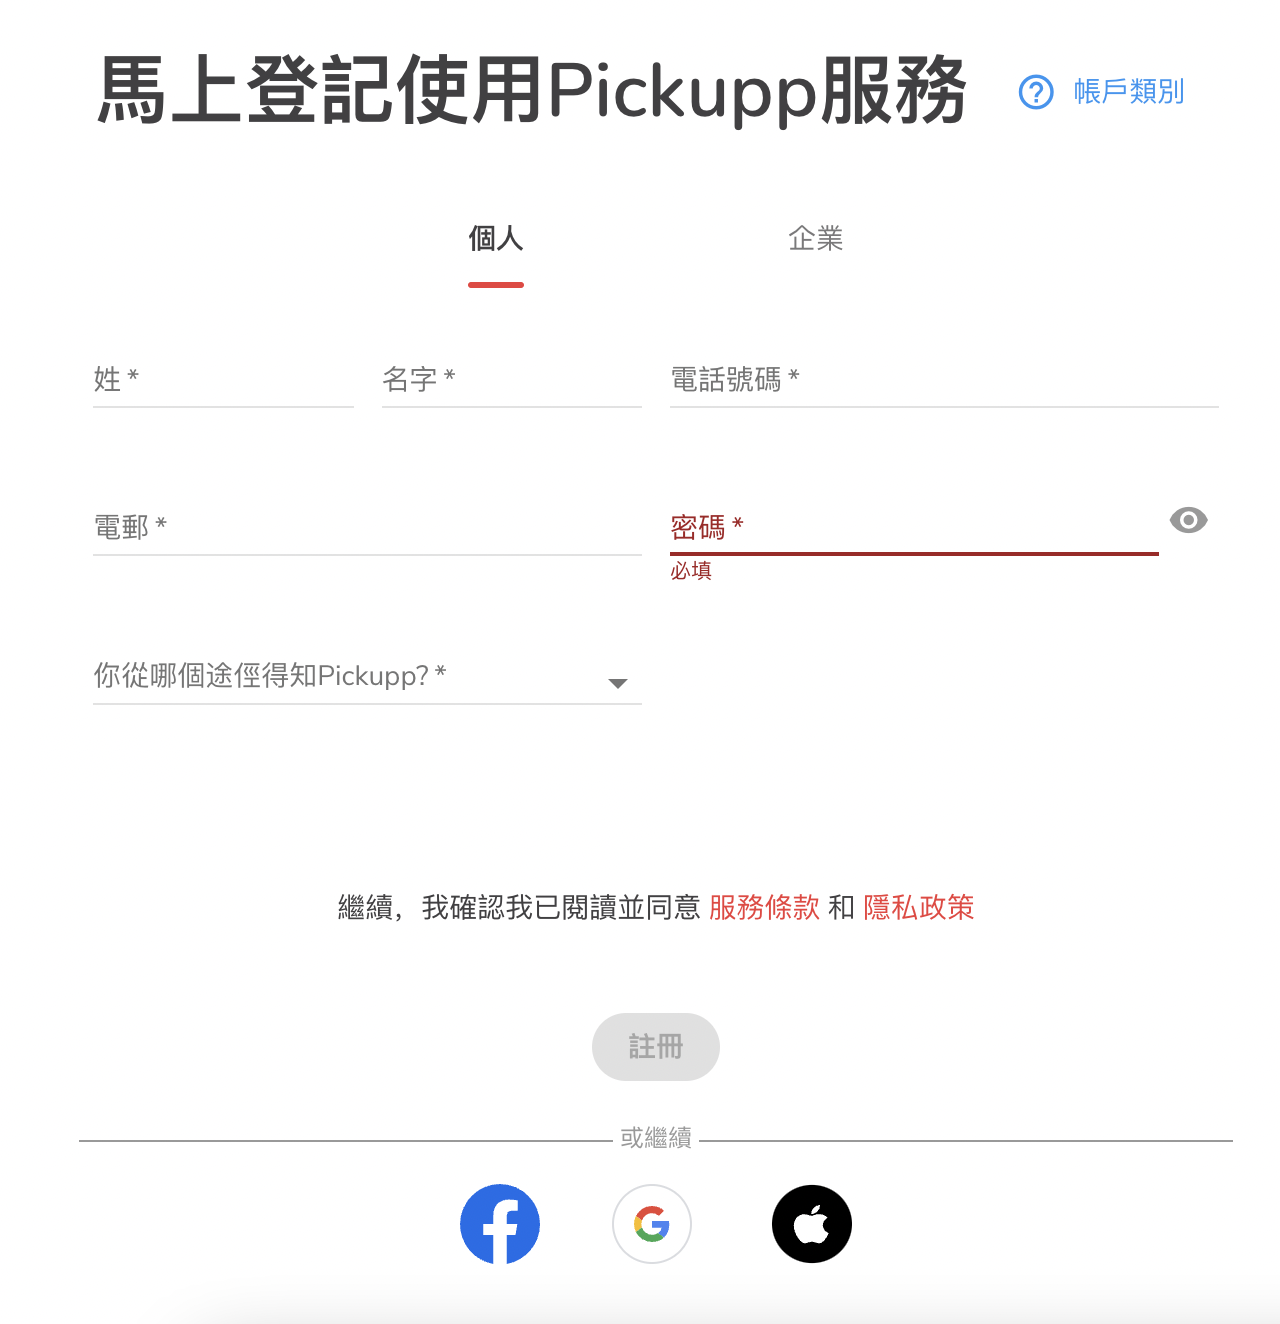 馬上登記使用Pickupp服務 帳戶類別
個人 企業
姓 * 名字 * 電話號碼 *
電郵 * 密碼 *
必填
你從哪個途徑得知Pickupp? *
繼續，我確認我已閱讀並同意 服務條款 和 隱私政策
註冊
或繼續